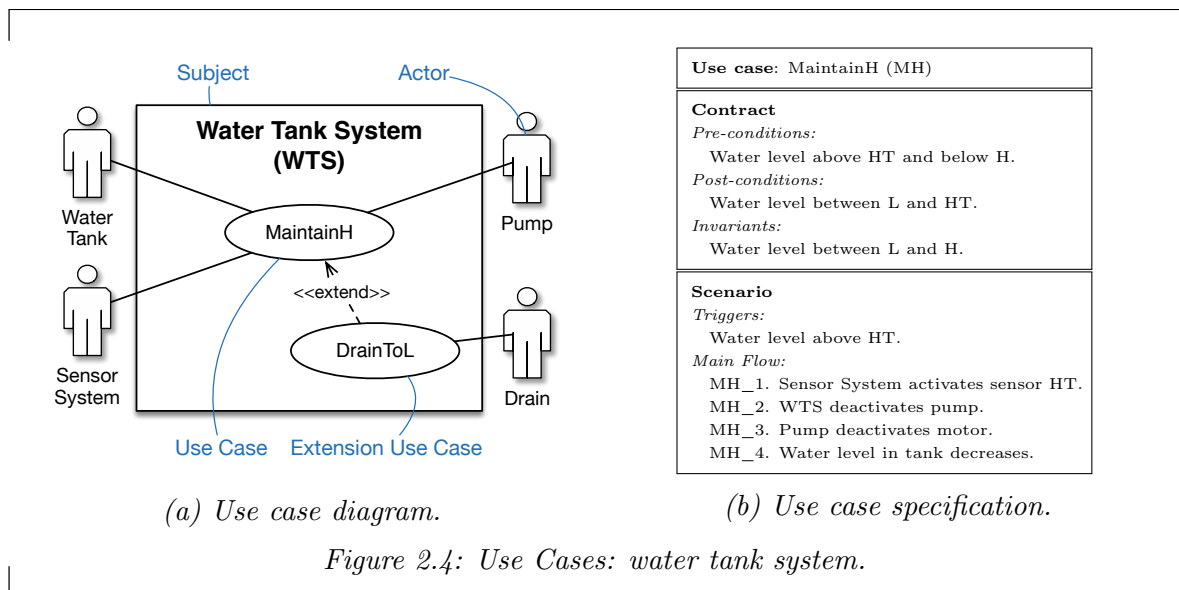 Subject
Actor
Water Tank System
(WTS)
Water
Tank
Pump
MaintainH
<<extend>>
DrainToL
Sensor
System
Drain
Use Case
Extension Use Case
(a) Use case diagram.
Use case: MaintainH (MH)
Contract
Pre-conditions:
Water level above HT and below H.
Post-conditions:
Water level between L and HT.
Invariants:
Water level between L and H.
Scenario
Triggers:
Water level above HT.
Main Flow:
MH_1. Sensor System activates sensor HT.
MH_2. WTS deactivates pump.
MH_3. Pump deactivates motor.
MH_4. Water level in tank decreases.
(b) Use case specification.
Figure 2.4: Use Cases: water tank system.